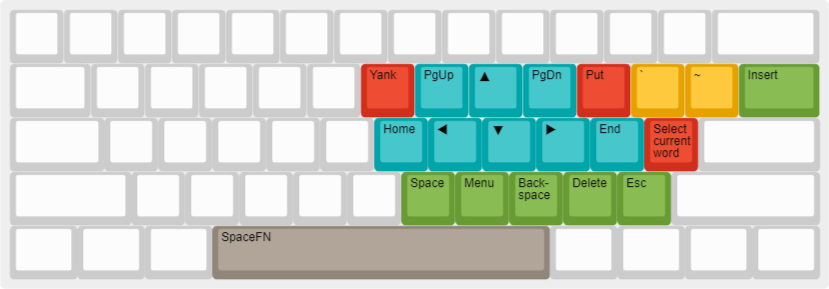 Yank PgUp ▲ PgDn Put ` ~ Insert
Home ◀ ▼ ▶ End Select
current
word
Space Menu Back-
space Delete Esc
SpaceFN